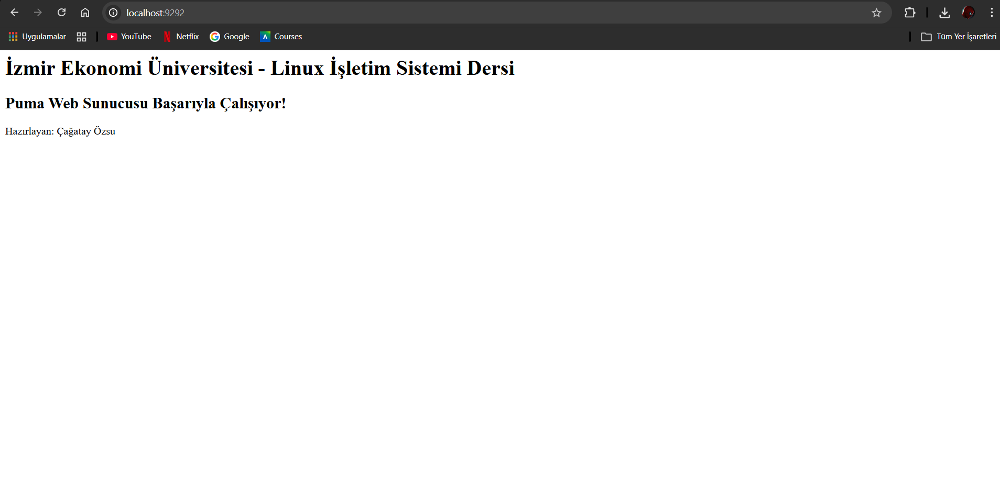 localhost:9292
Uygulamalar YouTube Netflix Google Courses Tüm Yer İşaretleri
İzmir Ekonomi Üniversitesi - Linux İşletim Sistemi Dersi
Puma Web Sunucusu Başarıyla Çalışıyor!
Hazırlayan: Çağatay Özsu